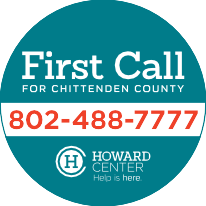 First Call
FOR CHITTENDEN COUNTY
802-488-7777
H
HOWARD
CENTER
Help is here.